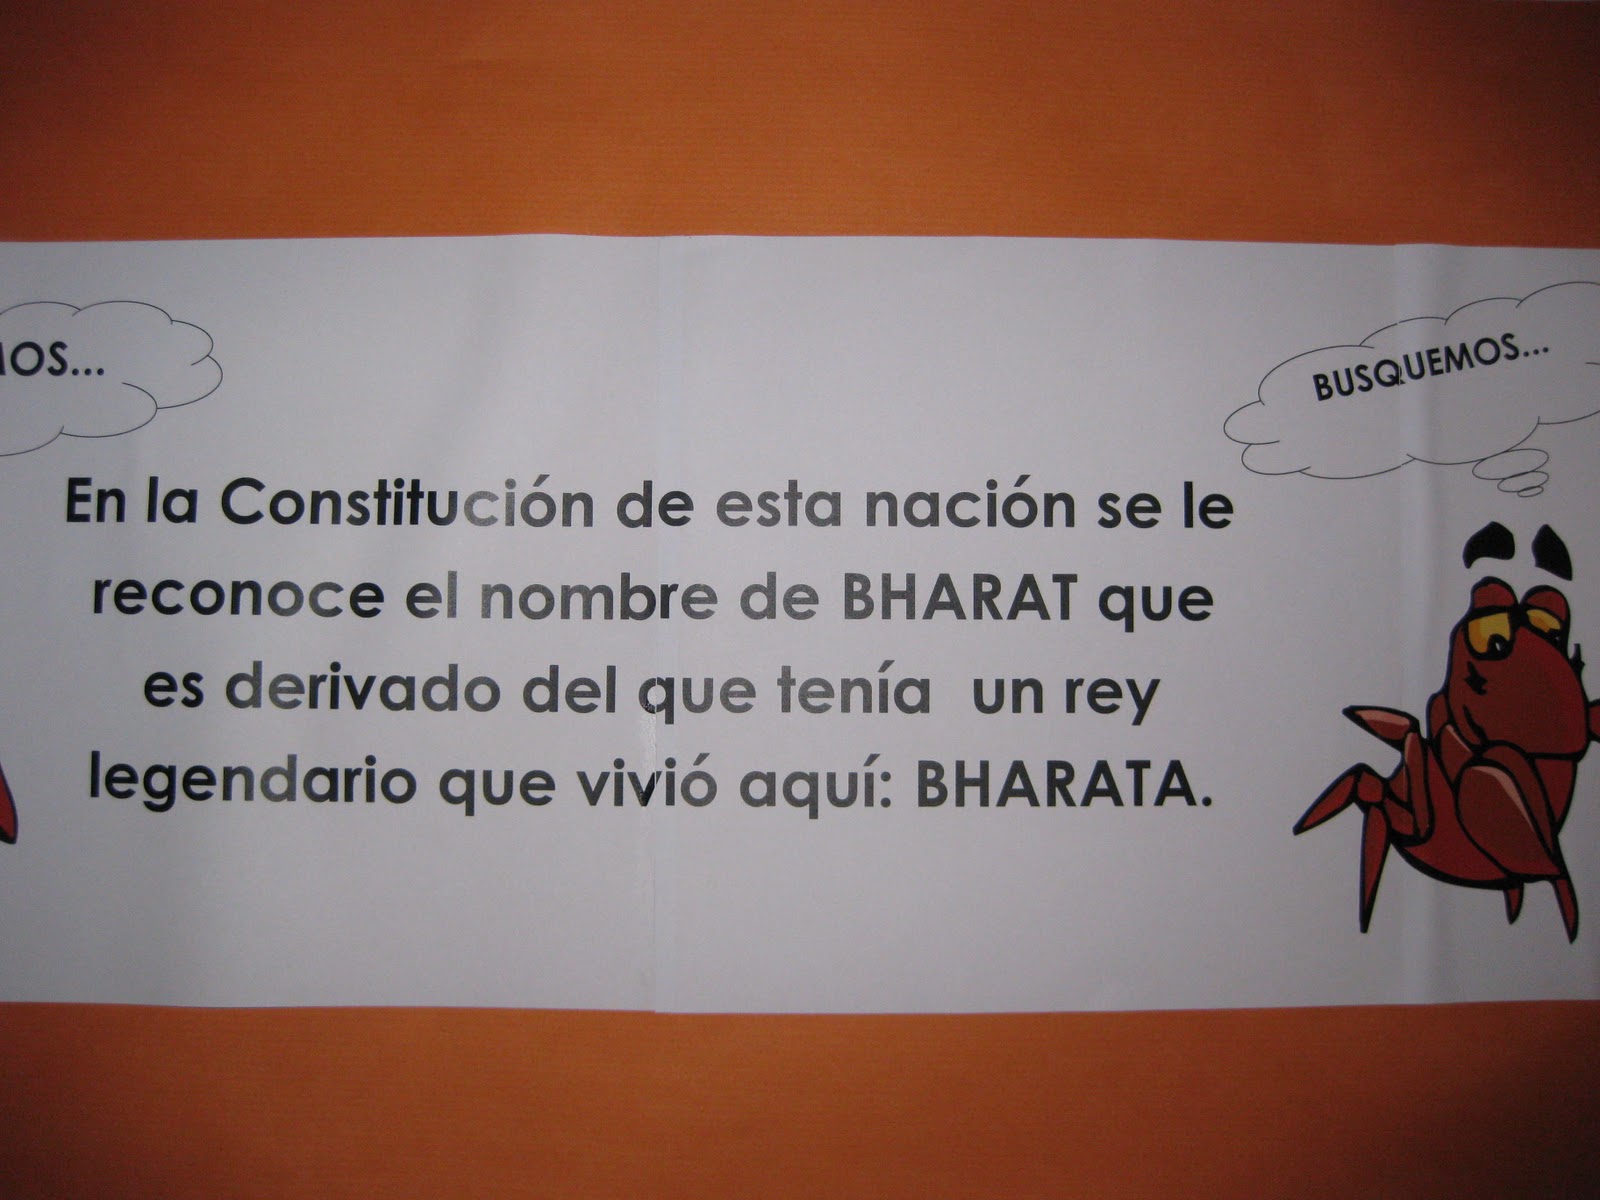 MOS...
BUSQUEMOS...
En la Constitución de esta nación se le
reconoce el nombre de BHARAT que
es derivado del que tenía un rey
legendario que vivió aquí: BHARATA.